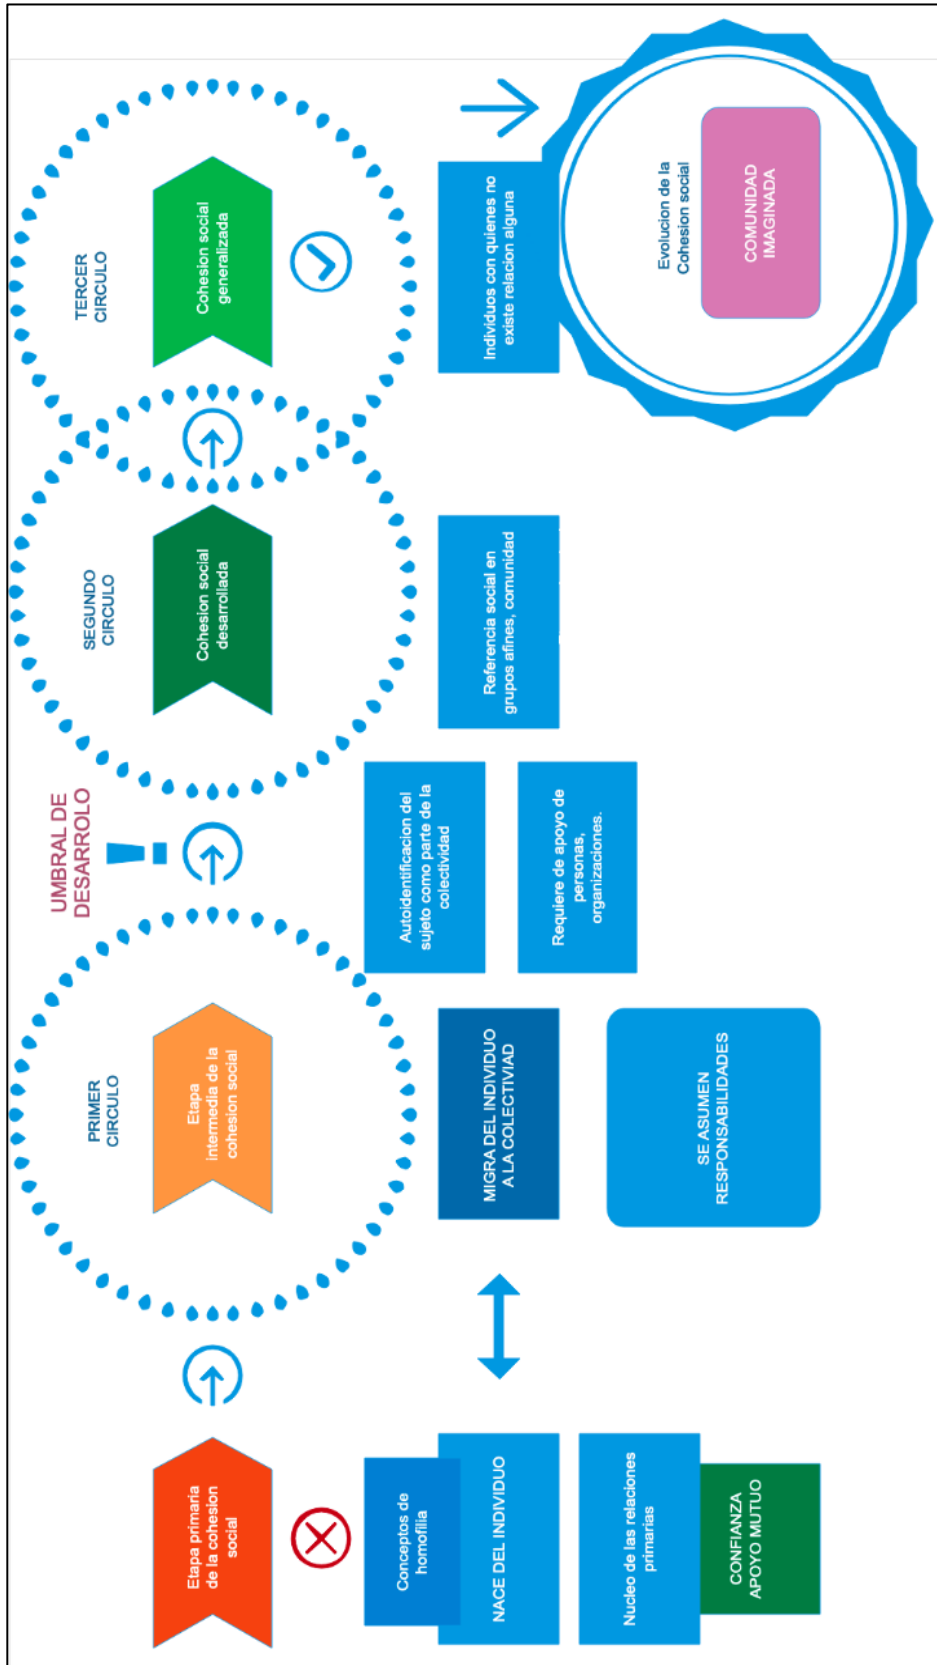 Etapa primaria
de la cohesion
social
Conceptos de
homofilia
NACE DEL INDIVIDUO
Nucleo de las relaciones
primarias
CONFIANZA
APOYO MUTUO
PRIMER
CIRCULO
Etapa
intermedia de la
cohesion social
MIGRA DEL INDIVIDUO
A LA COLECTIVIAD
SE ASUMEN
RESPONSABILIDADES
UMBRAL DE
DESARROLO
!
Autoidentificacion del
sujeto como parte de la
colectividad
Requiere de apoyo de
personas,
organizaciones.
SEGUNDO
CIRCULO
Cohesion social
desarrollada
Referencia social en
grupos afines, comunidad
TERCER
CIRCULO
Cohesion social
generalizada
Individuos con quienes no
existe relacion alguna
Evolucion de la
Cohesion social
COMUNIDAD
IMAGINADA